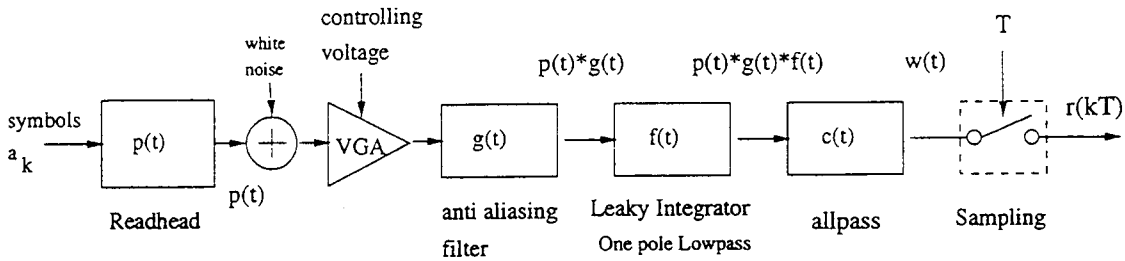 controlling
voltage
white
noise
T
p(t)*g(t)
p(t)*g(t)*f(t)
w(t)
r(kT)
symbols
a k
p(t)
+
VGA
g(t)
f(t)
c(t)
p(t)
Readhead
anti aliasing
filter
Leaky Integrator
One pole Lowpass
allpass
Sampling